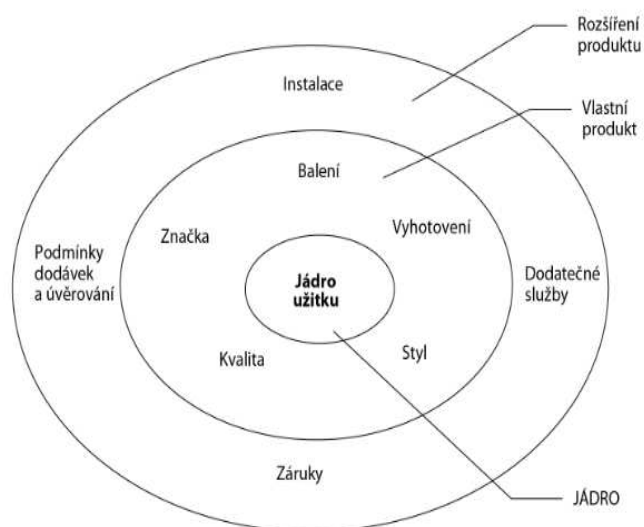 Rozšíření
produktu
Instalace
Vlastní
produkt
Balení
Značka
Vyhotovení
Podmínky
dodávek
a úvěrování
Jádro
užitku
Dodatečné
služby
Kvalita
Styl
Záruky
JÁDRO